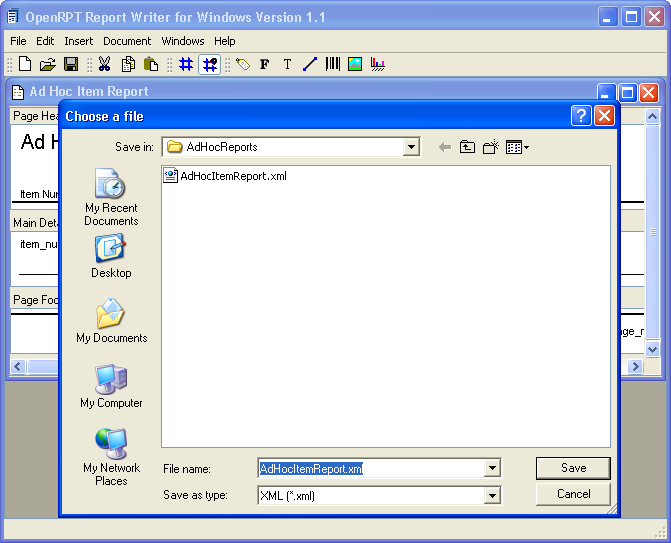 OpenRPT Report Writer for Windows Version 1.1
File Edit Insert Document Windows Help
F T
Ad Hoc Item Report
Page Hea
Ad H
Item Nu
Main Deta
item_nu
Page Foo
age_n
Choose a file
Save in: AdHocReports
My Recent
Documents
Desktop
My Documents
My Computer
My Network
Places
AdHocItemReport.xml
File name: AdHocItemReport.xml
Save
Save as type: XML (*.xml)
Cancel